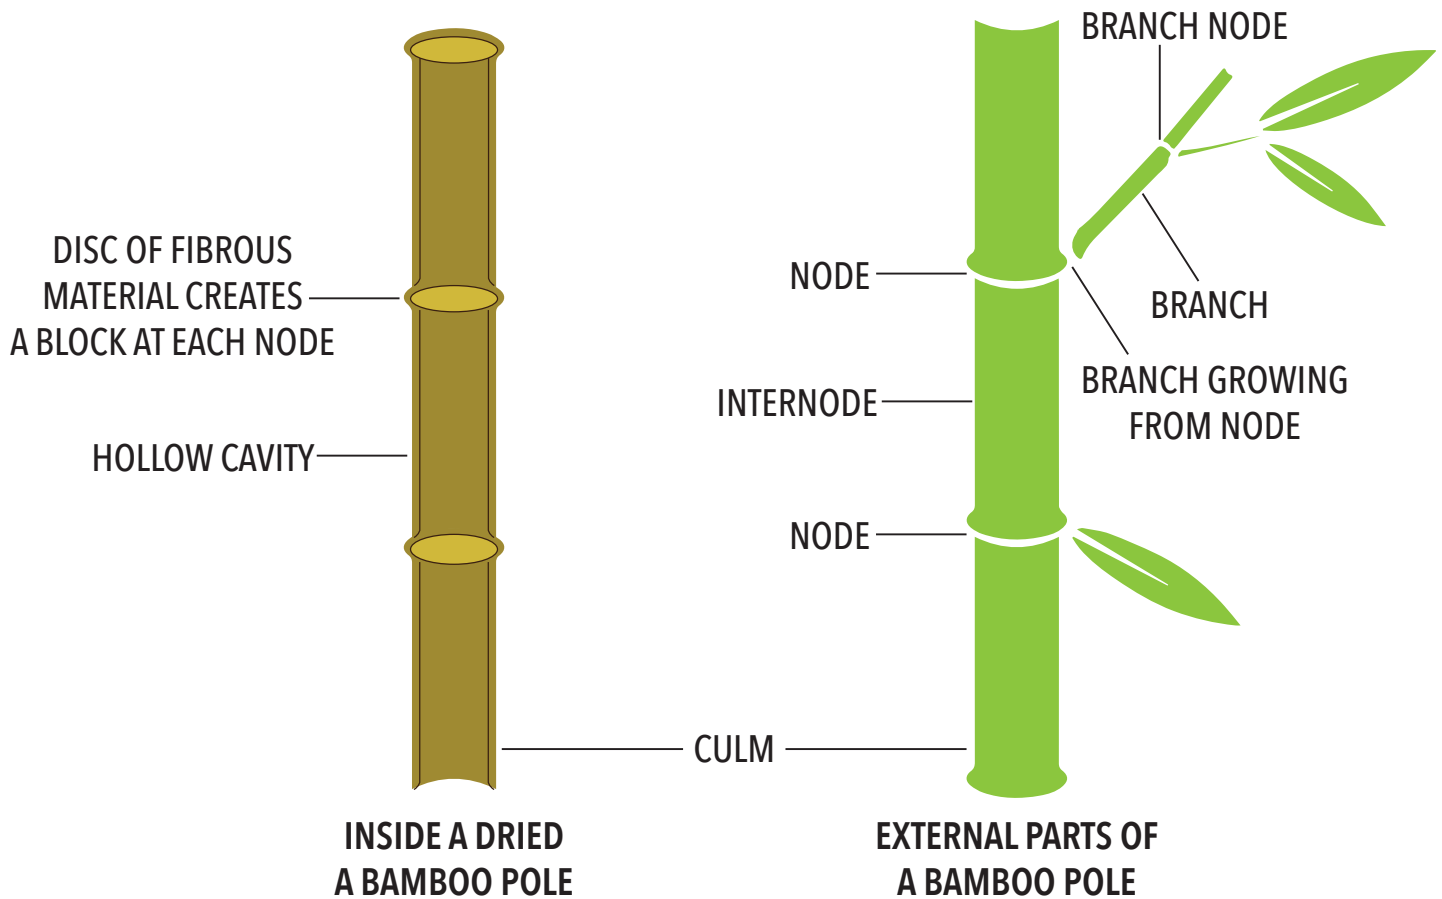 DISC OF FIBROUS
MATERIAL CREATES
A BLOCK AT EACH NODE
HOLLOW CAVITY
CULM
INSIDE A DRIED
A BAMBOO POLE
BRANCH NODE
NODE
BRANCH
BRANCH GROWING
FROM NODE
INTERNODE
NODE
EXTERNAL PARTS OF
A BAMBOO POLE